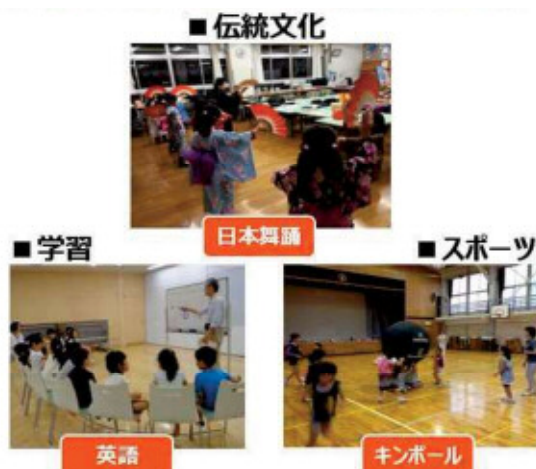 ■ 伝統文化
日本舞踊
■ 学習
■ スポーツ
英語
キンボール